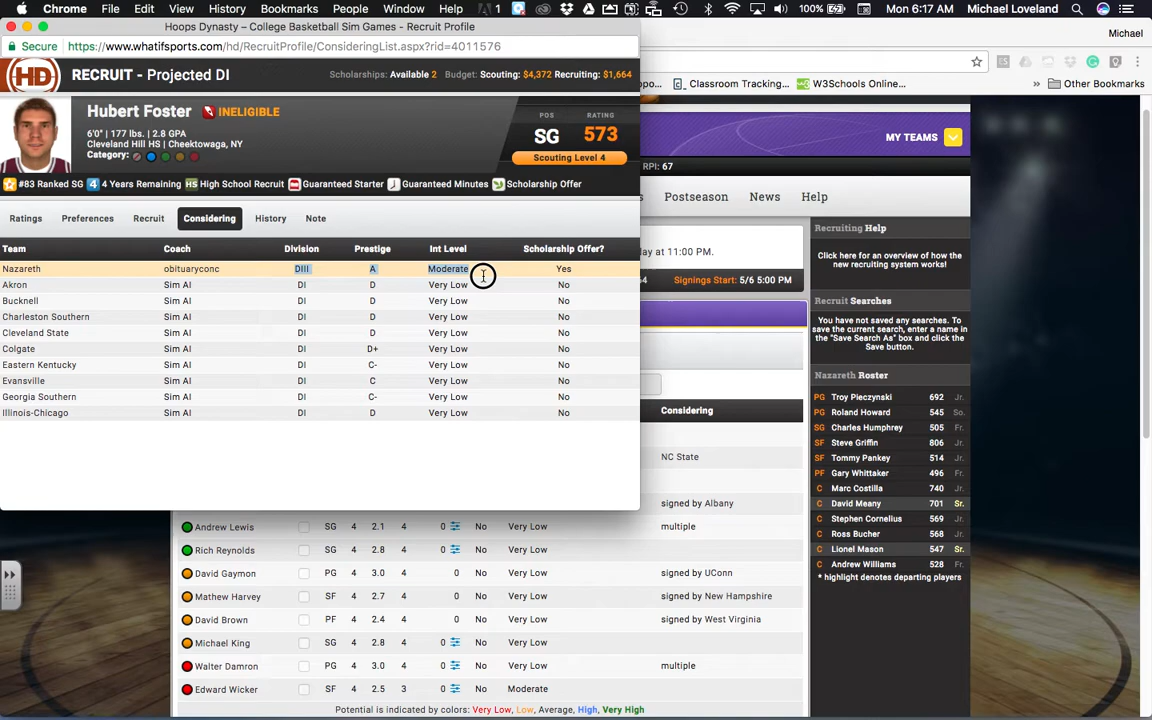 Chrome File Edit View History Bookmarks People Window Help 1 100% Mon 6:17 AM Michael Loveland
Hoops Dynasty – College Basketball Sim Games - Recruit Profile
Michael
Secure https://www.whatifsports.com/hd/RecruitProfile/ConsideringList.aspx?rid=4011576
HD RECRUIT - Projected DI Scholarships: Available 2 Budget: Scouting: $4,372 Recruiting: $1,664
Classroom Tracking... W3Schools Online... » Other Bookmarks
Hubert Foster INELIGIBLE
6'0" | 177 lbs. | 2.8 GPA
Cleveland Hill HS | Cheektowaga, NY
Category:
POS RATING
SG 573
Scouting Level 4
MY TEAMS
RPI: 67
#83 Ranked SG 4 4 Years Remaining HS High School Recruit Guaranteed Starter Guaranteed Minutes Scholarship Offer
Postseason News Help
Ratings Preferences Recruit Considering History Note
Team Coach Division Prestige Int Level Scholarship Offer?
Nazareth obituaryconc DIII A Moderate Yes
Akron Sim AI DI D Very Low No
Bucknell Sim AI DI D Very Low No
Charleston Southern Sim AI DI D Very Low No
Cleveland State Sim AI DI D Very Low No
Colgate Sim AI DI D+ Very Low No
Eastern Kentucky Sim AI DI C- Very Low No
Evansville Sim AI DI C Very Low No
Georgia Southern Sim AI DI C- Very Low No
Illinois-Chicago Sim AI DI D Very Low No
day at 11:00 PM.
Signings Start: 5/6 5:00 PM
Considering
NC State
signed by Albany
Andrew Lewis SG 4 2.1 4 0 No Very Low multiple
Rich Reynolds SG 4 2.8 4 0 No Very Low
David Gaymon PG 4 3.0 4 0 No Very Low signed by UConn
Mathew Harvey SF 4 2.7 4 0 No Very Low signed by New Hampshire
David Brown PF 4 2.4 4 0 No Very Low signed by West Virginia
Michael King SG 4 2.8 4 0 No Very Low
Walter Damron PG 4 3.0 4 0 No Very Low multiple
Edward Wicker SF 4 2.5 3 0 No Moderate
Potential is indicated by colors: Very Low, Low, Average, High, Very High
Recruiting Help
Click here for an overview of how the
new recruiting system works!
Recruit Searches
You have not saved any searches. To
save the current search, enter a name in
the "Save Search As" box and click the
Save button.
Nazareth Roster
PG Troy Pieczynski 692 Jr.
PG Roland Howard 545 So.
SG Charles Humphrey 505 Fr.
SF Steve Griffin 806 Jr.
SF Tommy Pankey 514 Jr.
PF Gary Whittaker 496 Fr.
C Marc Costilla 740 Jr.
C David Meany 701 Sr.
C Stephen Cornelius 569 Jr.
C Ross Bucher 568 Jr.
C Lionel Mason 547 Sr.
C Andrew Williams 528 Fr.
* highlight denotes departing players